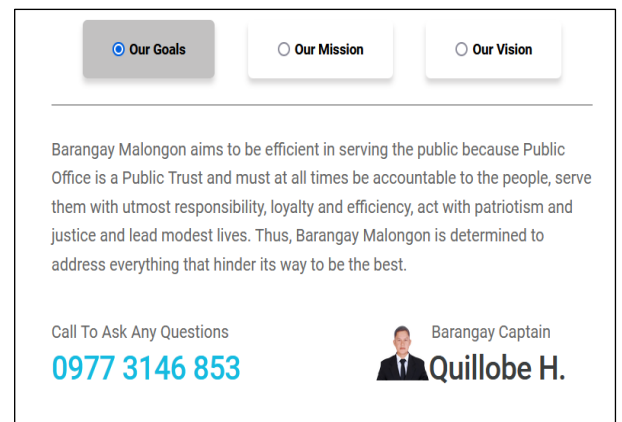 Our Goals Our Mission Our Vision
Barangay Malongon aims to be efficient in serving the public because Public
Office is a Public Trust and must at all times be accountable to the people, serve
them with utmost responsibility, loyalty and efficiency, act with patriotism and
justice and lead modest lives. Thus, Barangay Malongon is determined to
address everything that hinder its way to be the best.
Call To Ask Any Questions
0977 3146 853
Barangay Captain
Quillobe H.